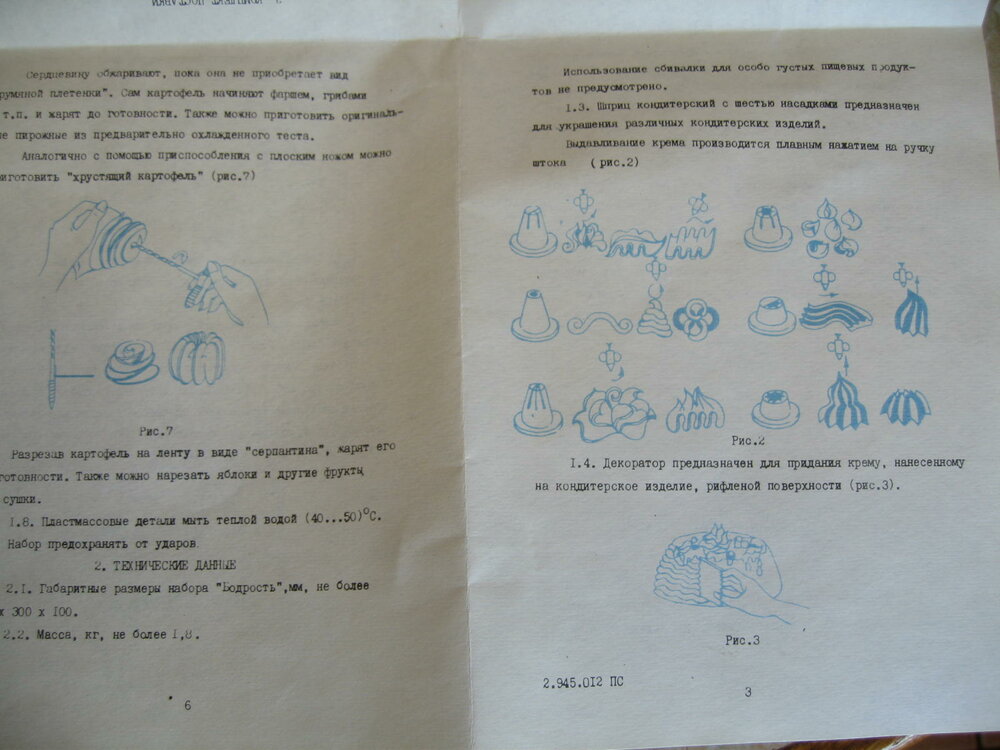 Сердцевину обжаривают, пока она не приобретает вид
румяной плетенки". Сам картофель начиняют фаршем, грибами
т.п. и жарят до готовности. Также можно приготовить оригиналь-
е пирожные из предварительно охлажденного теста.
Аналогично с помощью приспособления с плоским ножом можно
иготовить "хрустящий картофель" (рис.7)
Рис.7
Разрезав картофель на ленту в виде "серпантина", жарят его
готовности. Также можно нарезать яблоки и другие фрукты
сушки.
I.8. Пластмассовые детали мыть теплой водой (40...50)°С.
Набор предохранять от ударов.
2. ТЕХНИЧЕСКИЕ ДАННЫЕ
2.I. Габаритные размеры набора "Бодрость",мм, не более
х 300 х 100.
2.2. Масса, кг, не более I,8.
6
Использование сбивалки для особо густых пищевых продук-
тов не предусмотрено.
I.3. Шприц кондитерский с шестью насадками предназначен
для украшения различных кондитерских изделий.
Выдавливание крема производится плавным нажатием на ручку
штока (рис.2)
Рис.2
I.4. Декоратор предназначен для придания крему, нанесенному
на кондитерское изделие, рифленой поверхности (рис.3).
Рис.3
2.945.012 ПС
3